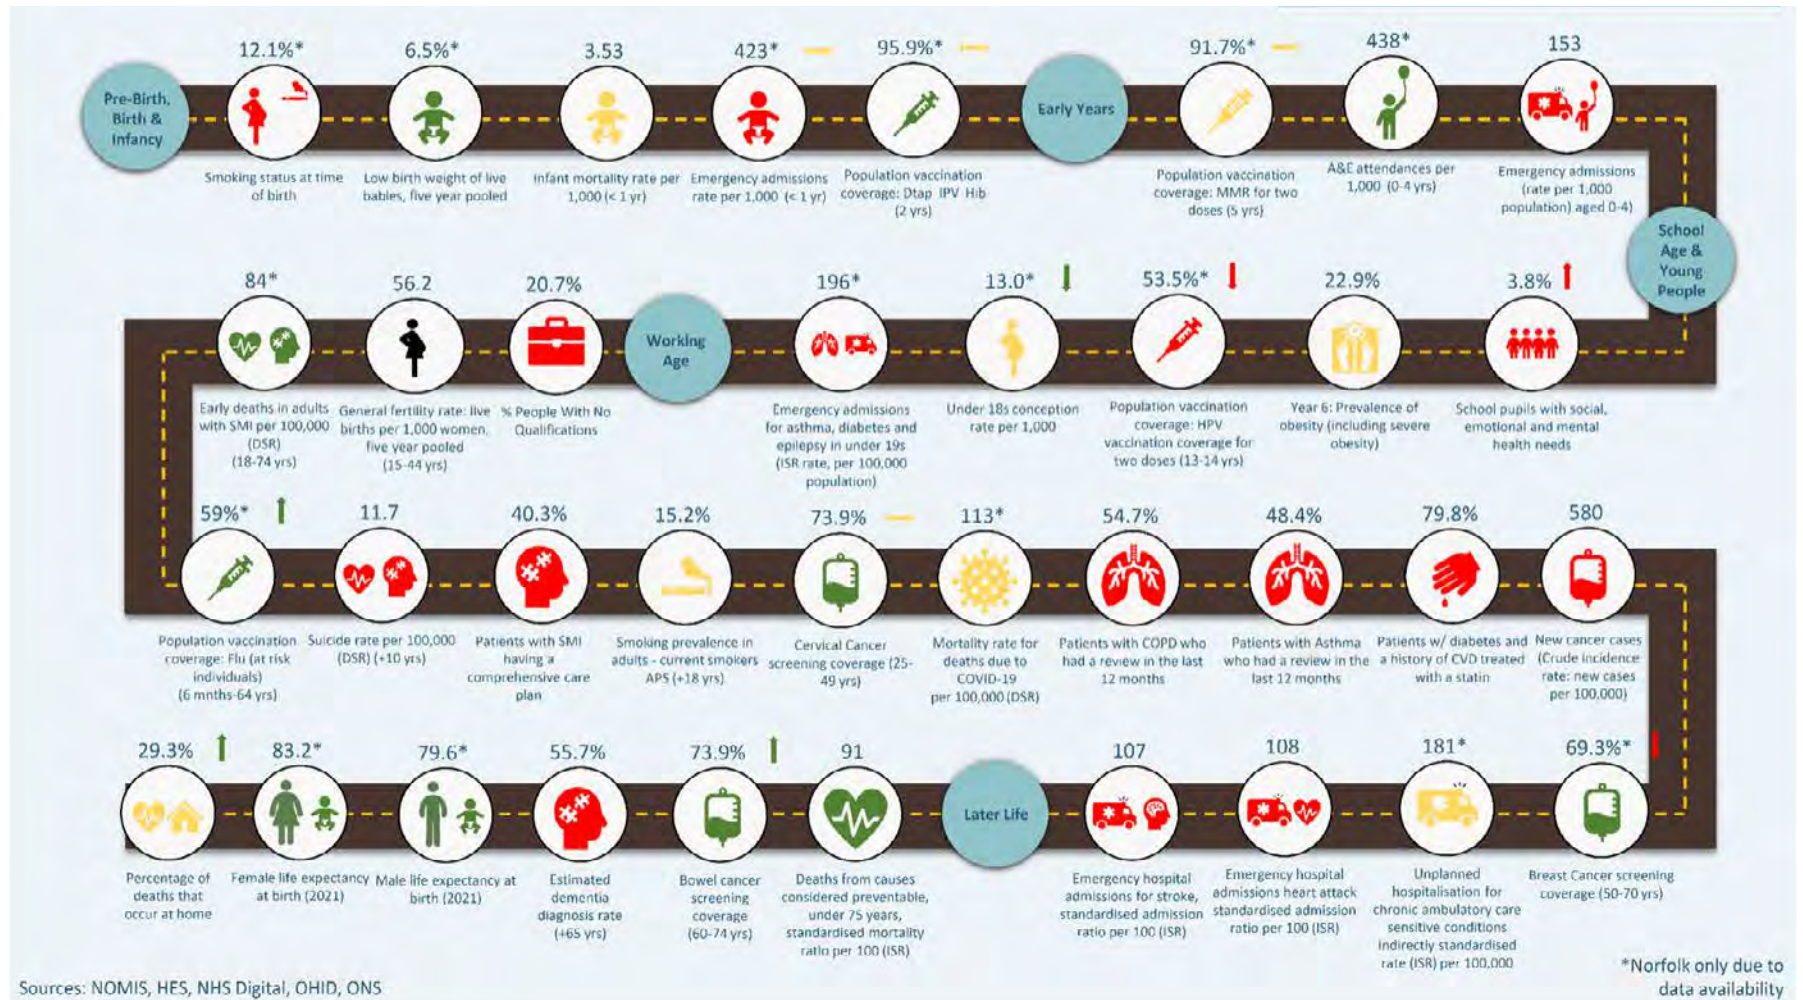 12.1%*
6.5%*
3.53
423*
95.9%*
91.7%*
438*
153
Pre-Birth,
Birth &
Infancy
Early Years
Smoking status at time
of birth
Low birth weight of live
babies, five year pooled
Infant mortality rate per
1,000 (< 1 yr)
Emergency admissions
rate per 1,000 (< 1 yr)
Population vaccination
coverage: Dtap IPV Hib
(2 yrs)
Population vaccination
coverage: MMR for two
doses (5 yrs)
A&E attendances per
1,000 (0-4 yrs)
Emergency admissions
(rate per 1,000
population) aged 0-4)
School
Age &
Young
People
84*
56.2
20.7%
196*
13.0*
53.5%*
22.9%
3.8%
Working
Age
Early deaths in adults
with SMI per 100,000
(DSR)
(18-74 yrs)
General fertility rate: live
births per 1,000 women,
five year pooled
(15-44 yrs)
% People With No
Qualifications
Emergency admissions
for asthma, diabetes and
epilepsy in under 19s
(ISR rate, per 100,000
population)
Under 18s conception
rate per 1,000
Population vaccination
coverage: HPV
vaccination coverage for
two doses (13-14 yrs)
Year 6: Prevalence of
obesity (including severe
obesity)
School pupils with social,
emotional and mental
health needs
59%*
11.7
40.3%
15.2%
73.9%
113*
54.7%
48.4%
79.8%
580
Population vaccination
coverage: Flu (at risk
individuals)
(6 mnths-64 yrs)
Suicide rate per 100,000
(DSR) (+10 yrs)
Patients with SMI
having a
comprehensive care
plan
Smoking prevalence in
adults - current smokers
APS (+18 yrs)
Cervical Cancer
screening coverage (25-
49 yrs)
Mortality rate for
deaths due to
COVID-19
per 100,000 (DSR)
Patients with COPD who
had a review in the last
12 months
Patients with Asthma
who had a review in the
last 12 months
Patients w/ diabetes and
a history of CVD treated
with a statin
New cancer cases
(Crude incidence
rate: new cases
per 100,000)
29.3%
83.2*
79.6*
55.7%
73.9%
91
107
108
181*
69.3%*
Later Life
Percentage of
deaths that
occur at home
Female life expectancy
at birth (2021)
Male life expectancy at
birth (2021)
Estimated
dementia
diagnosis rate
(+65 yrs)
Bowel cancer
screening
coverage
(60-74 yrs)
Deaths from causes
considered preventable,
under 75 years,
standardised mortality
ratio per 100 (ISR)
Emergency hospital
admissions for stroke,
standardised admission
ratio per 100 (ISR)
Emergency hospital
admissions heart attack
standardised admission
ratio per 100 (ISR)
Unplanned
hospitalisation for
chronic ambulatory care
sensitive conditions
indirectly standardised
rate (ISR) per 100,000
Breast Cancer screening
coverage (50-70 yrs)
Sources: NOMIS, HES, NHS Digital, OHID, ONS
*Norfolk only due to
data availability